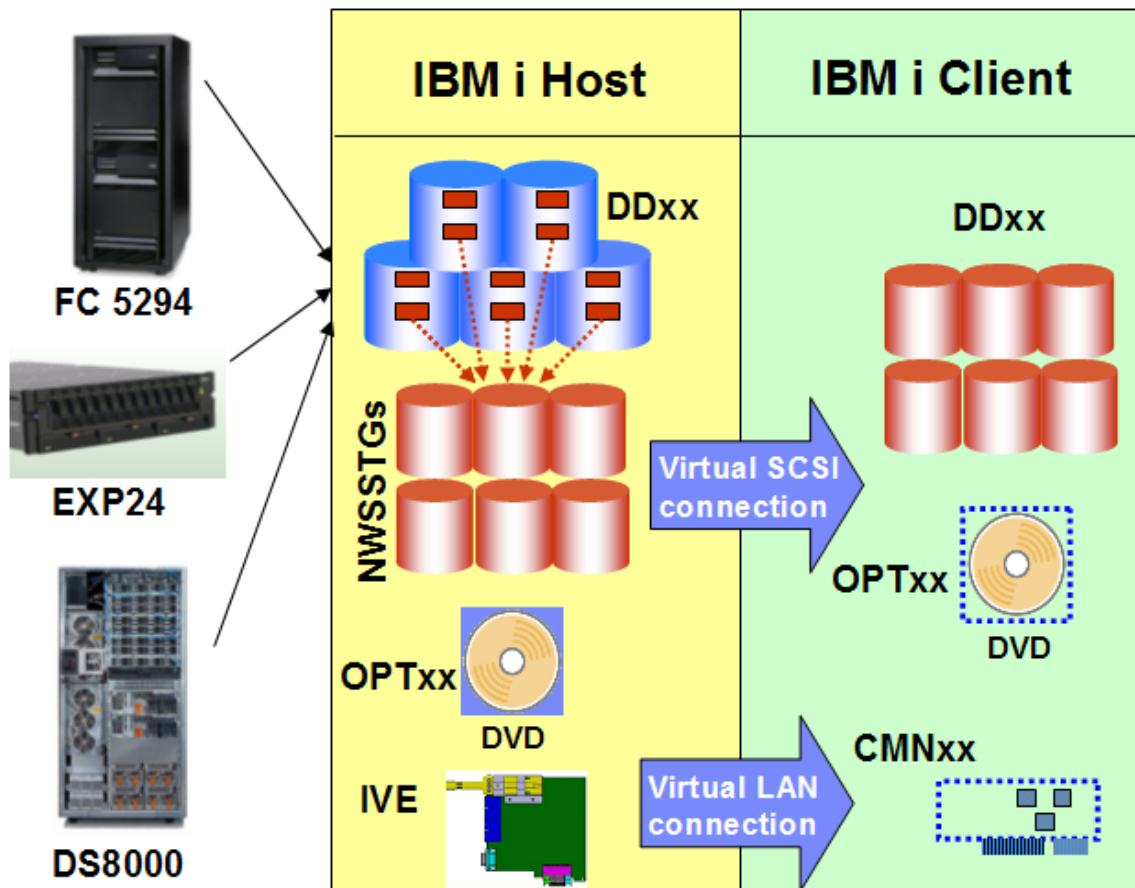 IBM i Host
IBM i Client
FC 5294
EXP24
DS8000
DDxx
NWSSTGs
OPTxx
DVD
IVE
Virtual SCSI
connection
Virtual LAN
connection
DDxx
OPTxx
DVD
CMNxx